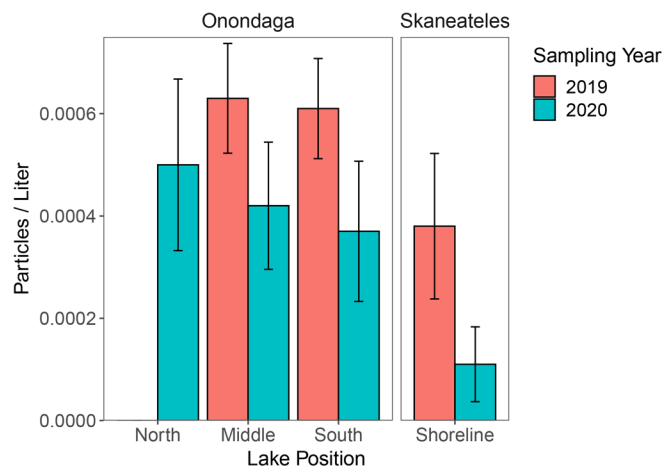 Onondaga Skaneateles
Sampling Year
2019
2020
Particles / Liter
0.0006
0.0004
0.0002
0.0000
North Middle South Shoreline
Lake Position